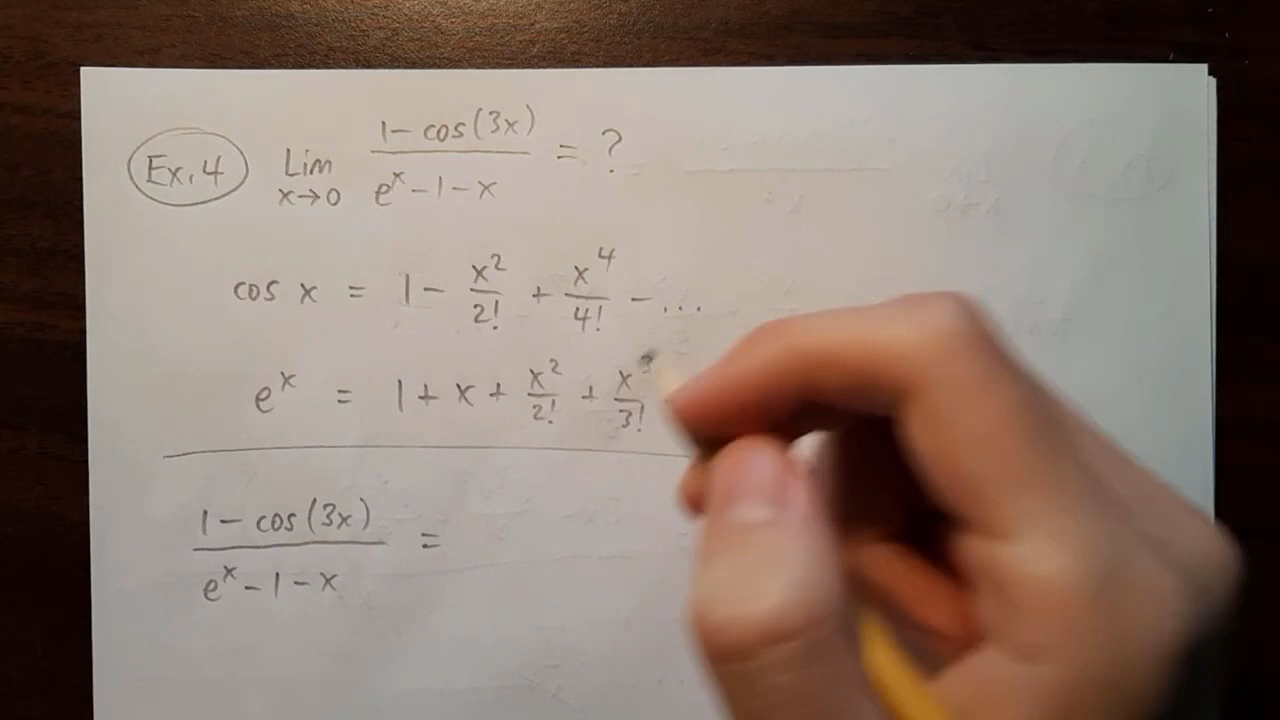 Ex. 4 Lim x→0 1 - cos(3x) / e^x - 1 - x = ?
cos x = 1 - x^2/2! + x^4/4! - ...
e^x = 1 + x + x^2/2! + x^3/3!
1 - cos(3x) / e^x - 1 - x =